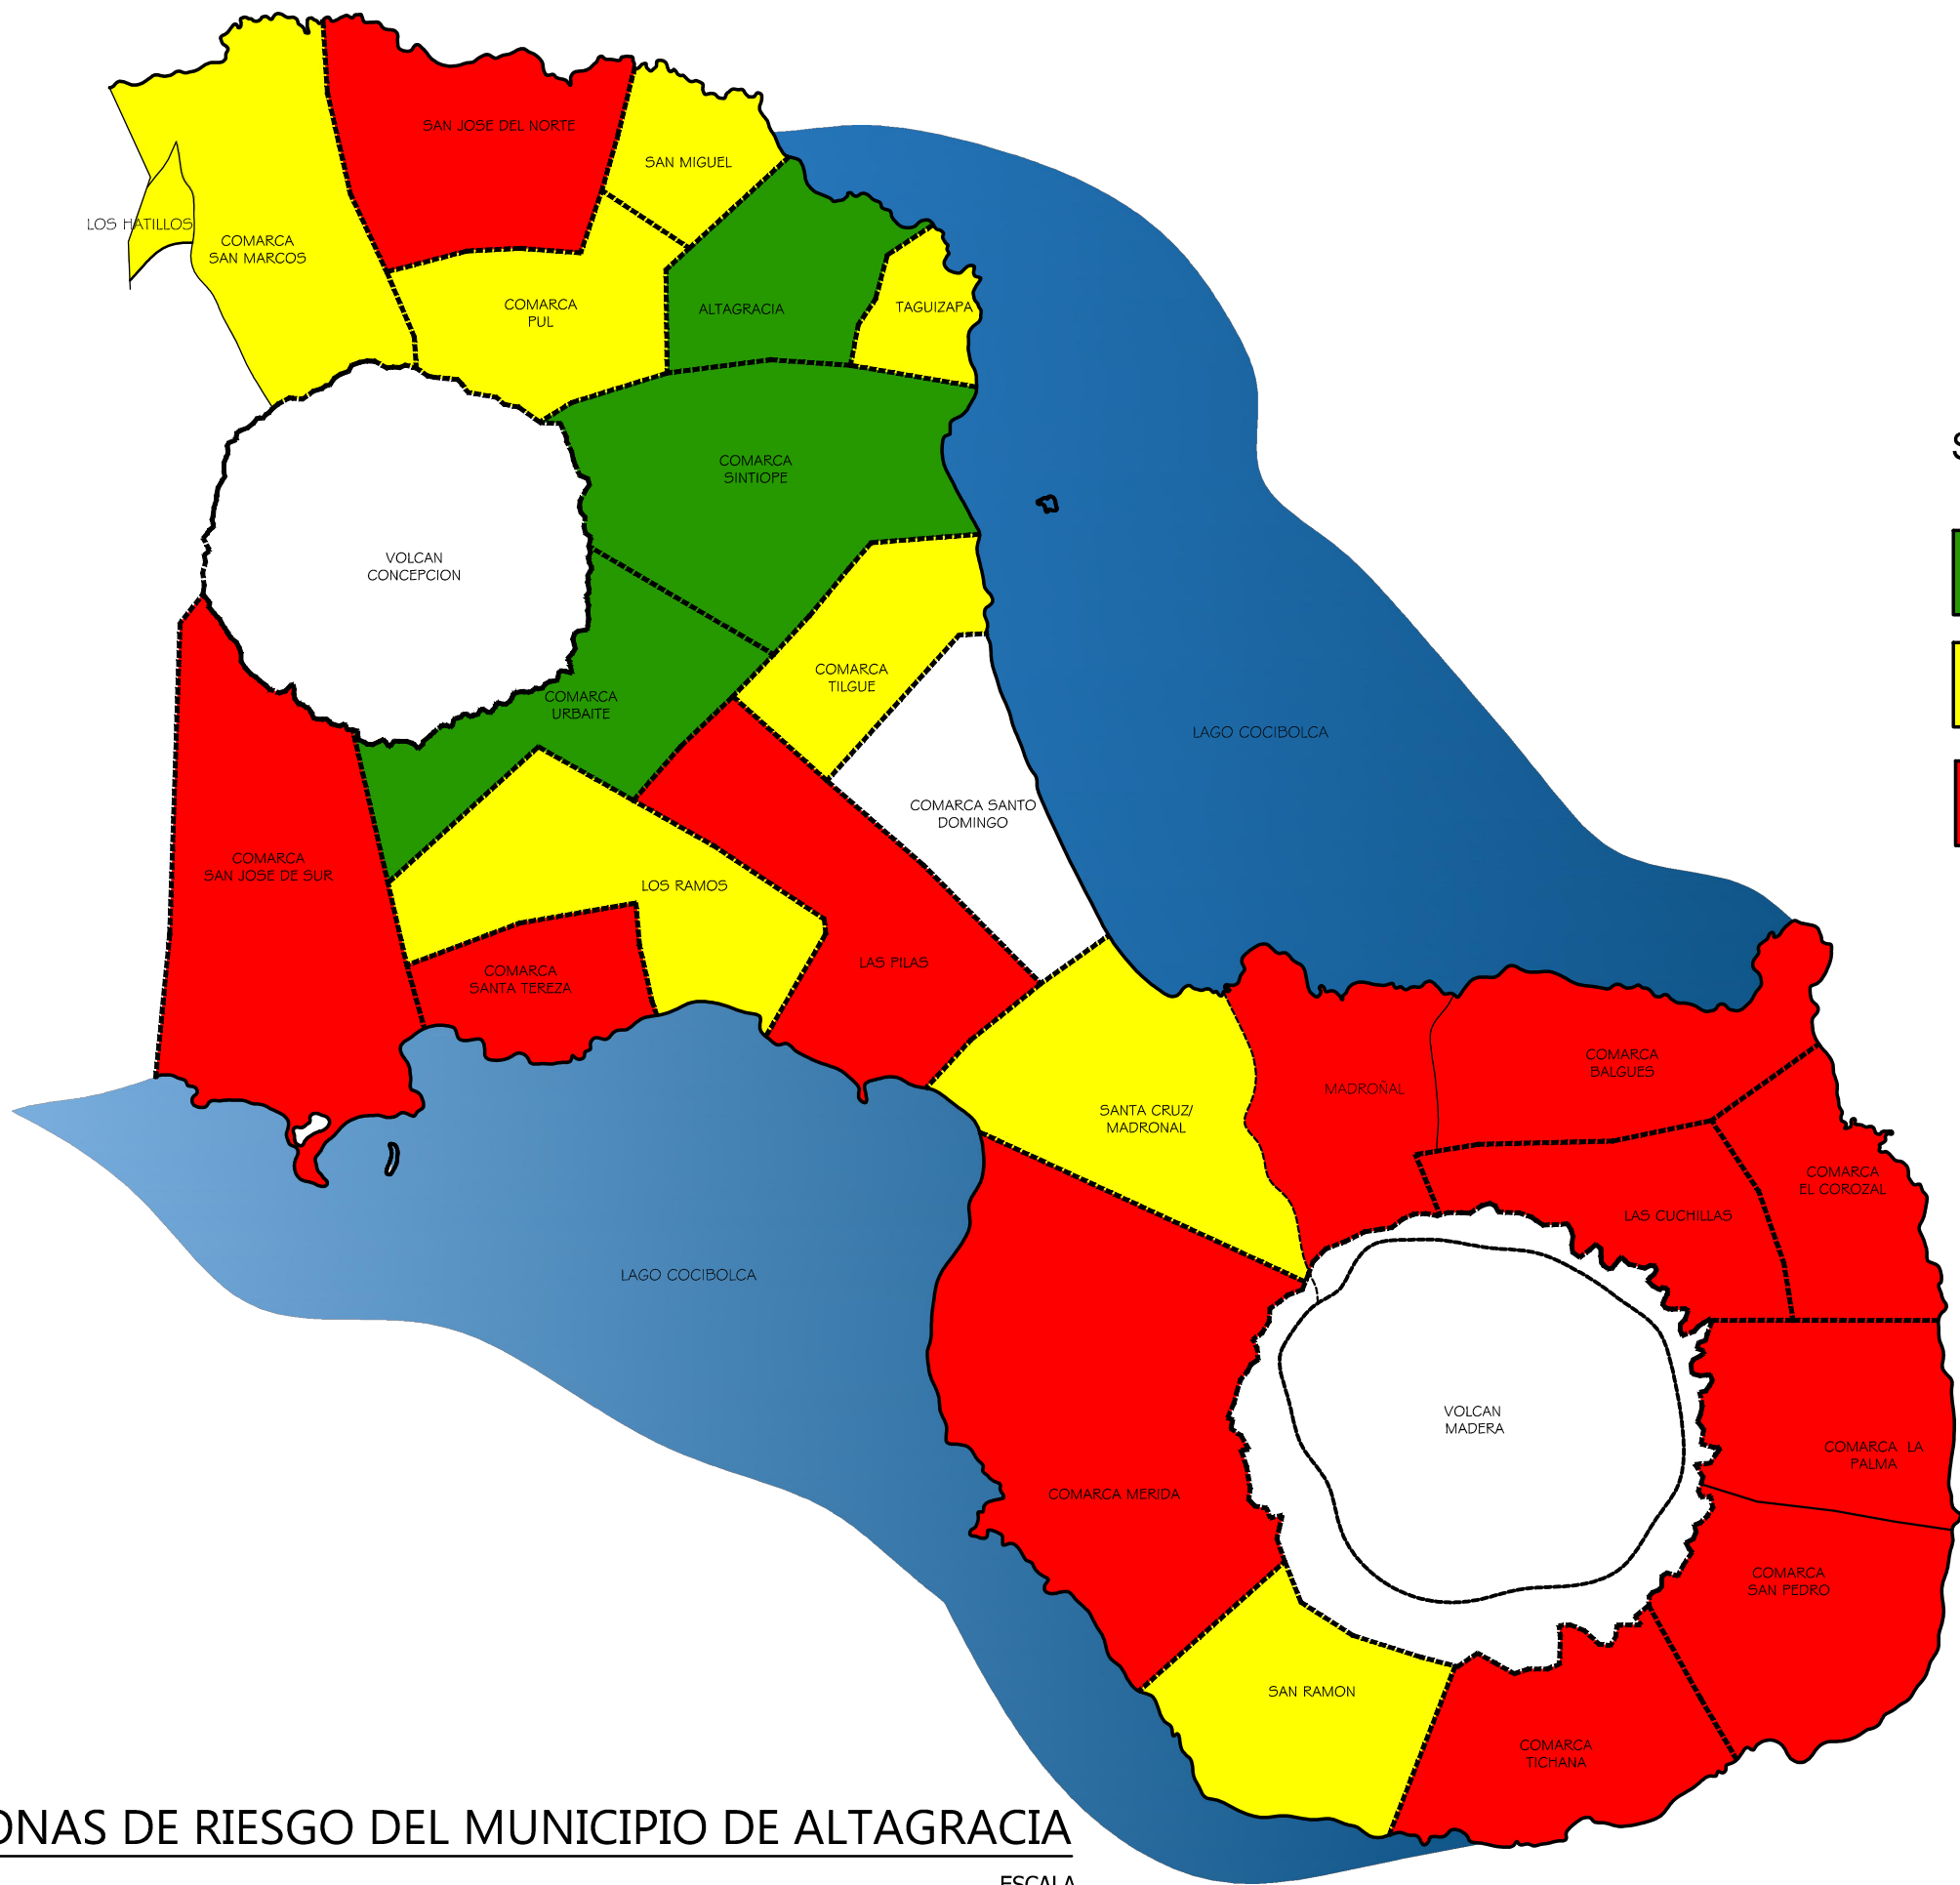 SAN JOSE DEL NORTE
SAN MIGUEL
LOS HATILLOS
COMARCA
SAN MARCOS
COMARCA
PUL
ALTAGRACIA
TAGUIZAPA
COMARCA
SINTIOPE
VOLCAN
CONCEPCION
COMARCA
TILGUE
COMARCA
URBAITE
LAGO COCIBOLCA
COMARCA SANTO
DOMINGO
COMARCA
SAN JOSE DE SUR
LOS RAMOS
LAS PILAS
COMARCA
SANTA TEREZA
COMARCA
BALGUES
MADROÑAL
SANTA CRUZ/
MADRONAL
COMARCA
EL COROZAL
LAS CUCHILLAS
LAGO COCIBOLCA
VOLCAN
MADERA
COMARCA LA
PALMA
COMARCA MERIDA
COMARCA
SAN PEDRO
SAN RAMON
COMARCA
TICHANA
ONAS DE RIESGO DEL MUNICIPIO DE ALTAGRACIA
ESCALA